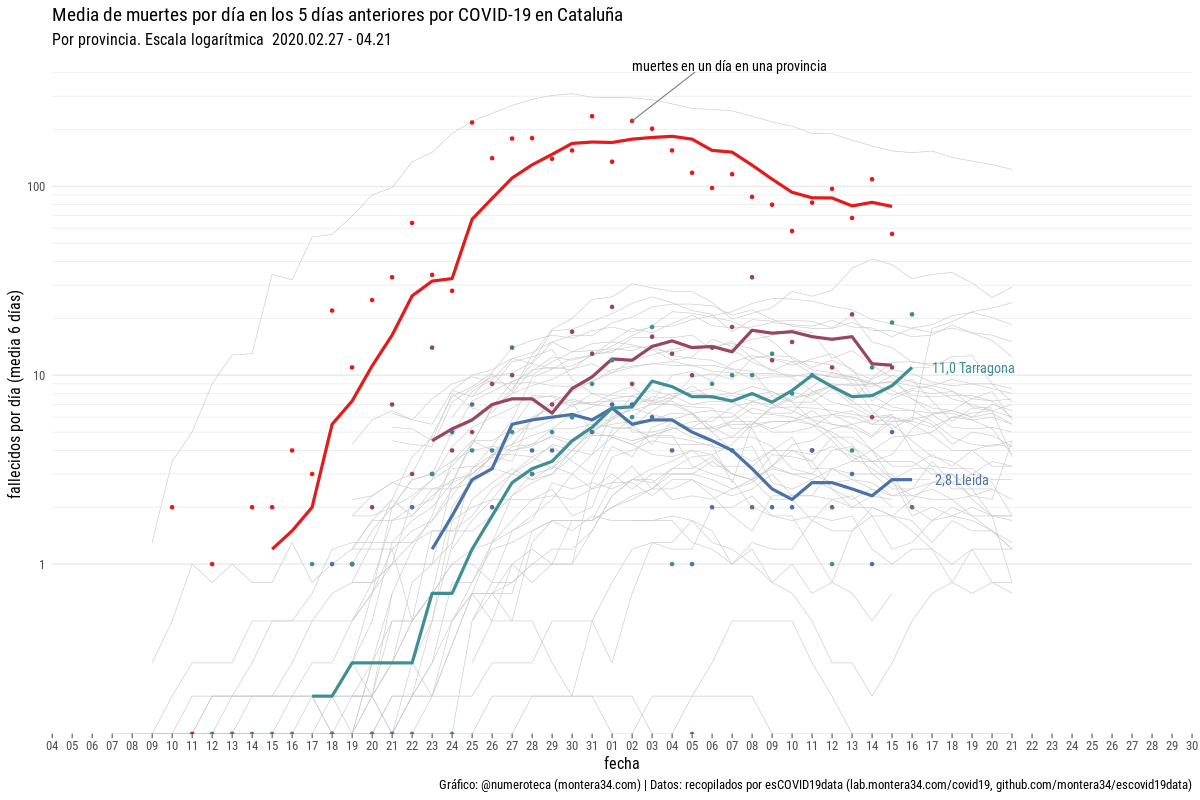 Media de muertes por día en los 5 días anteriores por COVID-19 en Cataluña
Por provincia. Escala logarítmica  2020.02.27 - 04.21
muertes en un día en una provincia
fallecidos por día (media 6 días)
100
10
1
11,0 Tarragona
2,8 Lleida
04 05 06 07 08 09 10 11 12 13 14 15 16 17 18 19 20 21 22 23 24 25 26 27 28 29 30 31 01 02 03 04 05 06 07 08 09 10 11 12 13 14 15 16 17 18 19 20 21 22 23 24 25 26 27 28 29 30
fecha
Gráfico: @numeroteca (montera34.com) | Datos: recopilados por esCOVID19data (lab.montera34.com/covid19, github.com/montera34/escovid19data)